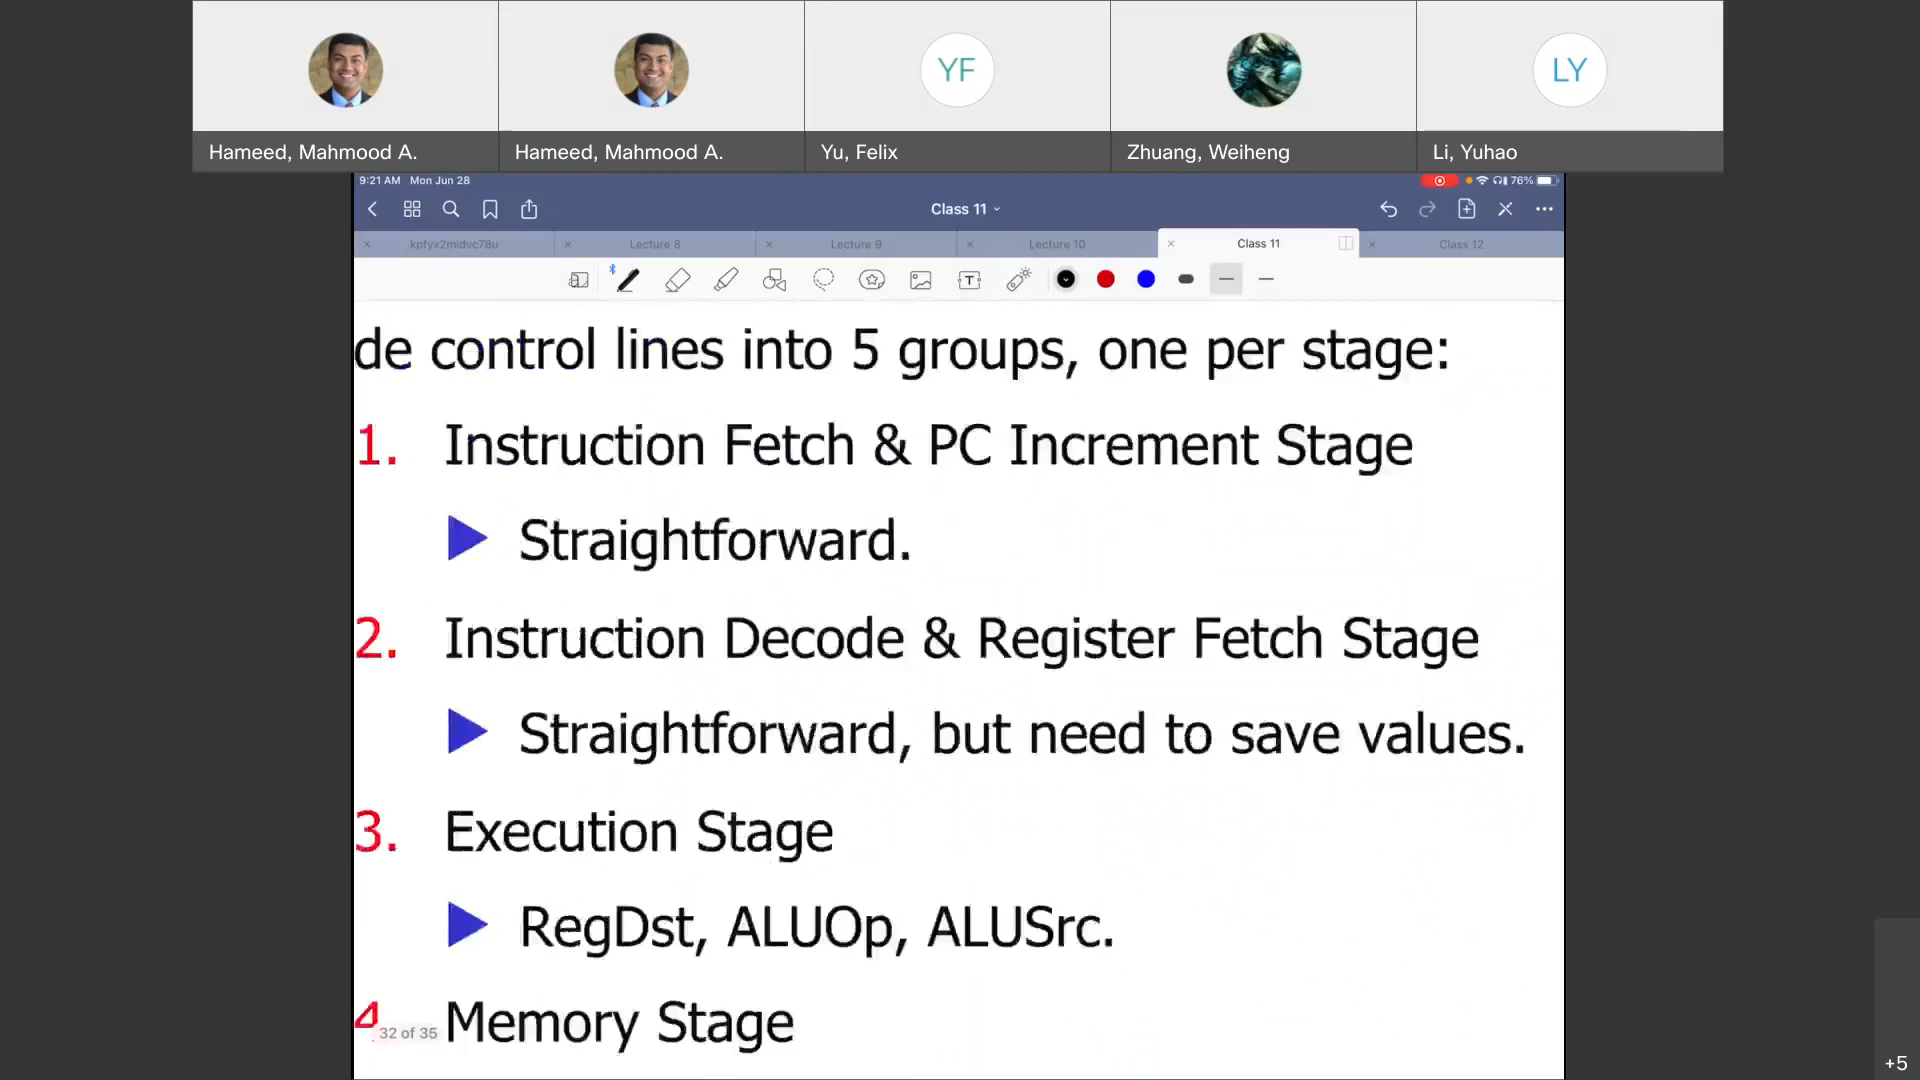 YF
LY
Hameed, Mahmood A.
Hameed, Mahmood A.
Yu, Felix
Zhuang, Weiheng
Li, Yuhao
9:21 AM Mon Jun 28
76%
Class 11
kpfyx2midvc78u
Lecture 8
Lecture 9
Lecture 10
Class 11
Class 12
de control lines into 5 groups, one per stage:
1. Instruction Fetch & PC Increment Stage
Straightforward.
2. Instruction Decode & Register Fetch Stage
Straightforward, but need to save values.
3. Execution Stage
RegDst, ALUOp, ALUSrc.
4. Memory Stage
32 of 35
+5